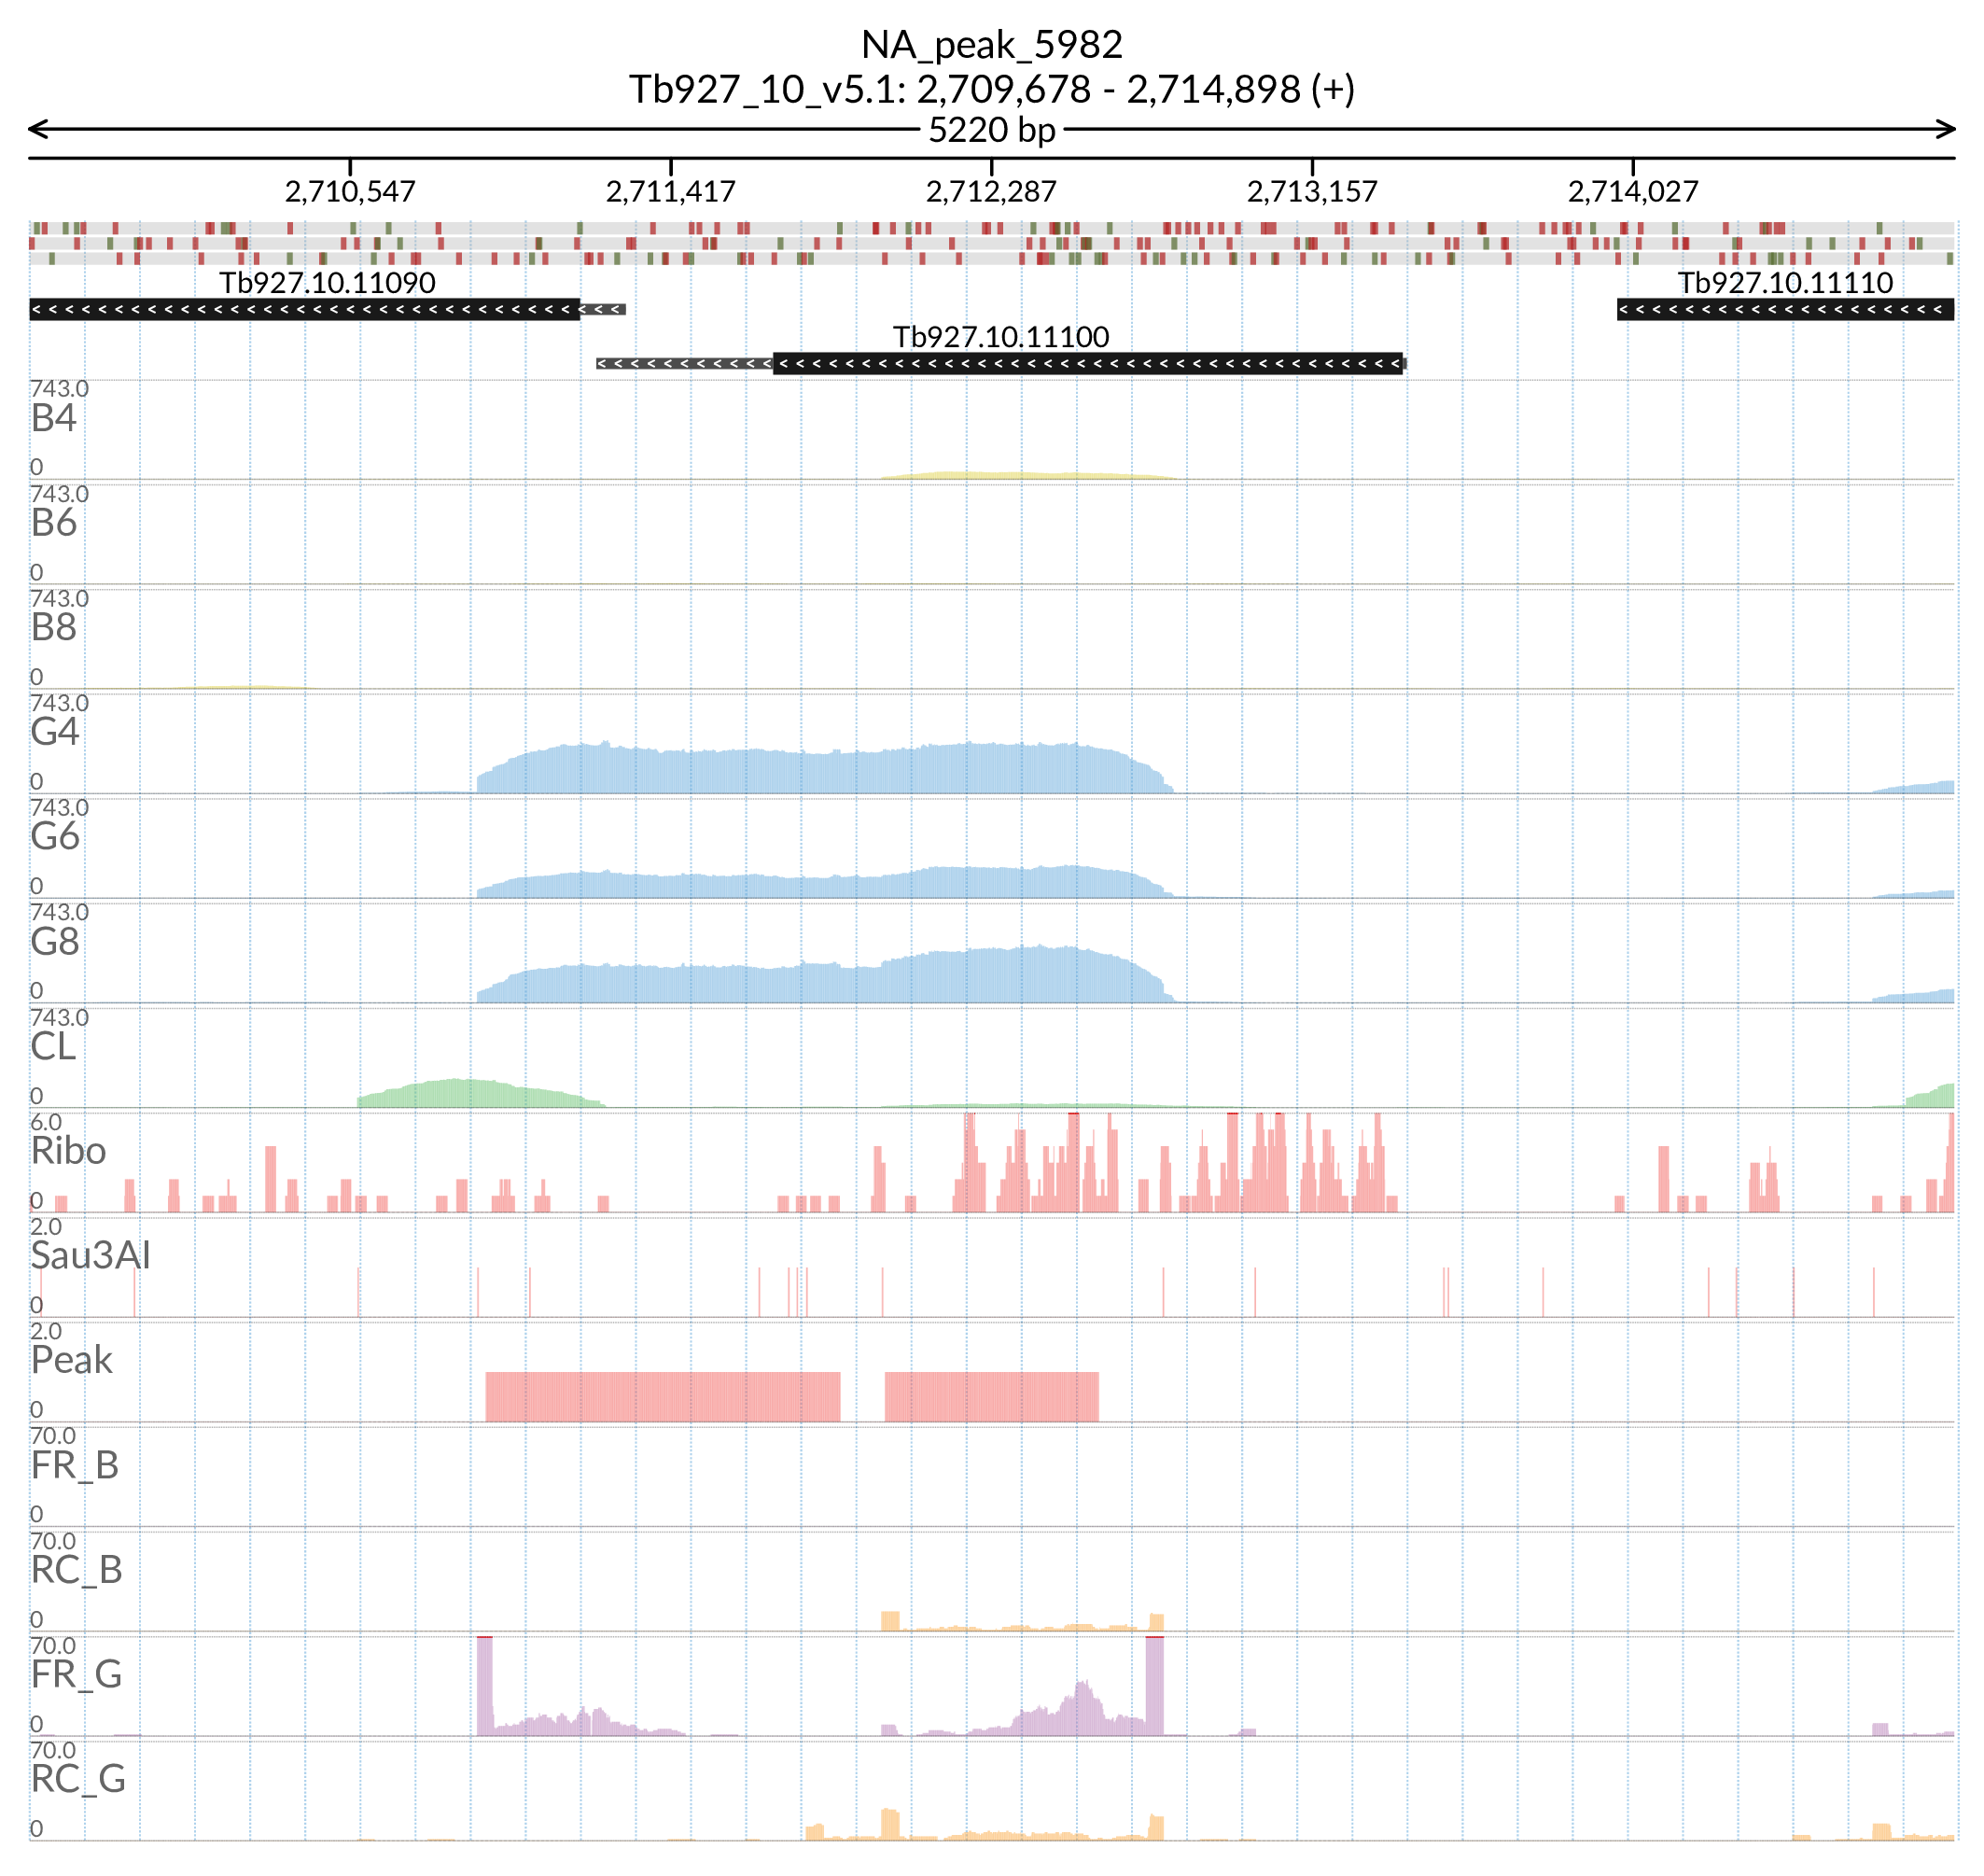 NA_peak_5982
Tb927_10_v5.1: 2,709,678 - 2,714,898 (+)
5220 bp
2,710,547 2,711,417 2,712,287 2,713,157 2,714,027
Tb927.10.11090 Tb927.10.11110
Tb927.10.11100
743.0
B4
0
743.0
B6
0
743.0
B8
0
743.0
G4
0
743.0
G6
0
743.0
G8
0
743.0
CL
0
6.0
Ribo
0
2.0
Sau3AI
0
2.0
Peak
0
70.0
FR_B
0
70.0
RC_B
0
70.0
FR_G
0
70.0
RC_G
0